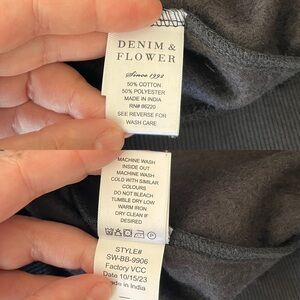 DENIM &
FLOWER
Since 1992
50% COTTON
50% POLYESTER
MADE IN INDIA
RN# 86220
SEE REVERSE FOR
WASH CARE
MACHINE WASH
INSIDE OUT
MACHINE WASH
COLD WITH SIMILAR
COLOURS
DO NOT BLEACH
TUMBLE DRY LOW
WARM IRON
DRY CLEAN IF
DESIRED
STYLE#
SW-BB-9906
Factory VCC
Date 10/15/23
Made in India